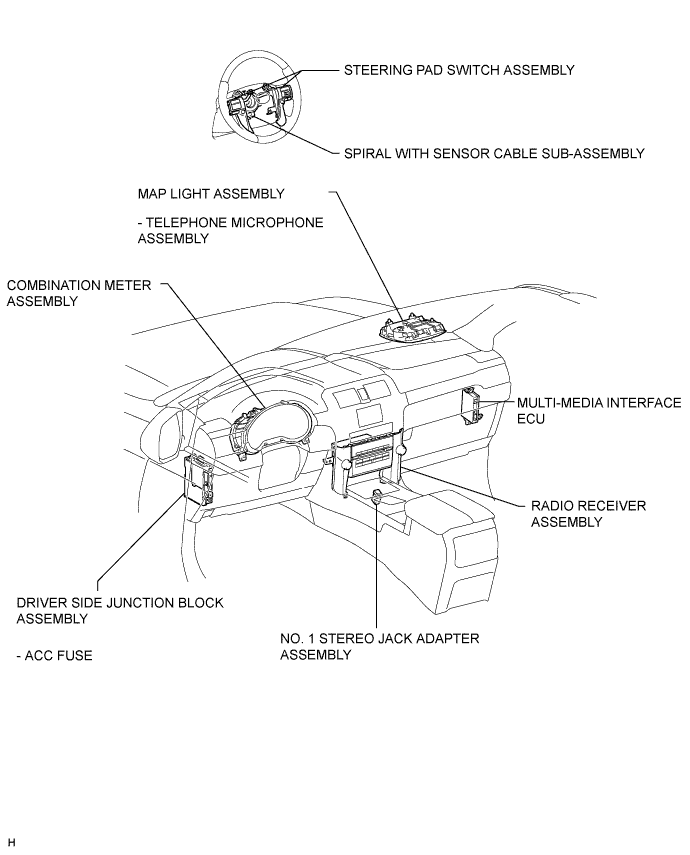 STEERING PAD SWITCH ASSEMBLY
SPIRAL WITH SENSOR CABLE SUB-ASSEMBLY
MAP LIGHT ASSEMBLY
- TELEPHONE MICROPHONE
ASSEMBLY
COMBINATION METER
ASSEMBLY
MULTI-MEDIA INTERFACE
ECU
RADIO RECEIVER
ASSEMBLY
DRIVER SIDE JUNCTION BLOCK
ASSEMBLY
- ACC FUSE
NO. 1 STEREO JACK ADAPTER
ASSEMBLY
H